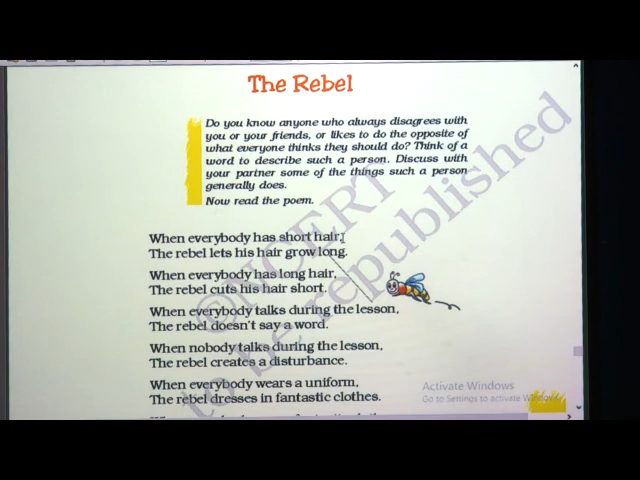 The Rebel
Do you know anyone who always disagrees with
you or your friends, or likes to do the opposite of
what everyone thinks they should do? Think of a
word to describe such a person. Discuss with
your partner some of the things such a person
generally does.
Now read the poem.
When everybody has short hair,
The rebel lets his hair grow long.
When everybody has long hair,
The rebel cuts his hair short.
When everybody talks during the lesson,
The rebel doesn't say a word.
When nobody talks during the lesson,
The rebel creates a disturbance.
When everybody wears a uniform,
The rebel dresses in fantastic clothes.
©NCERT
to be republished
Activate Windows
Go to Settings to activate Windows.